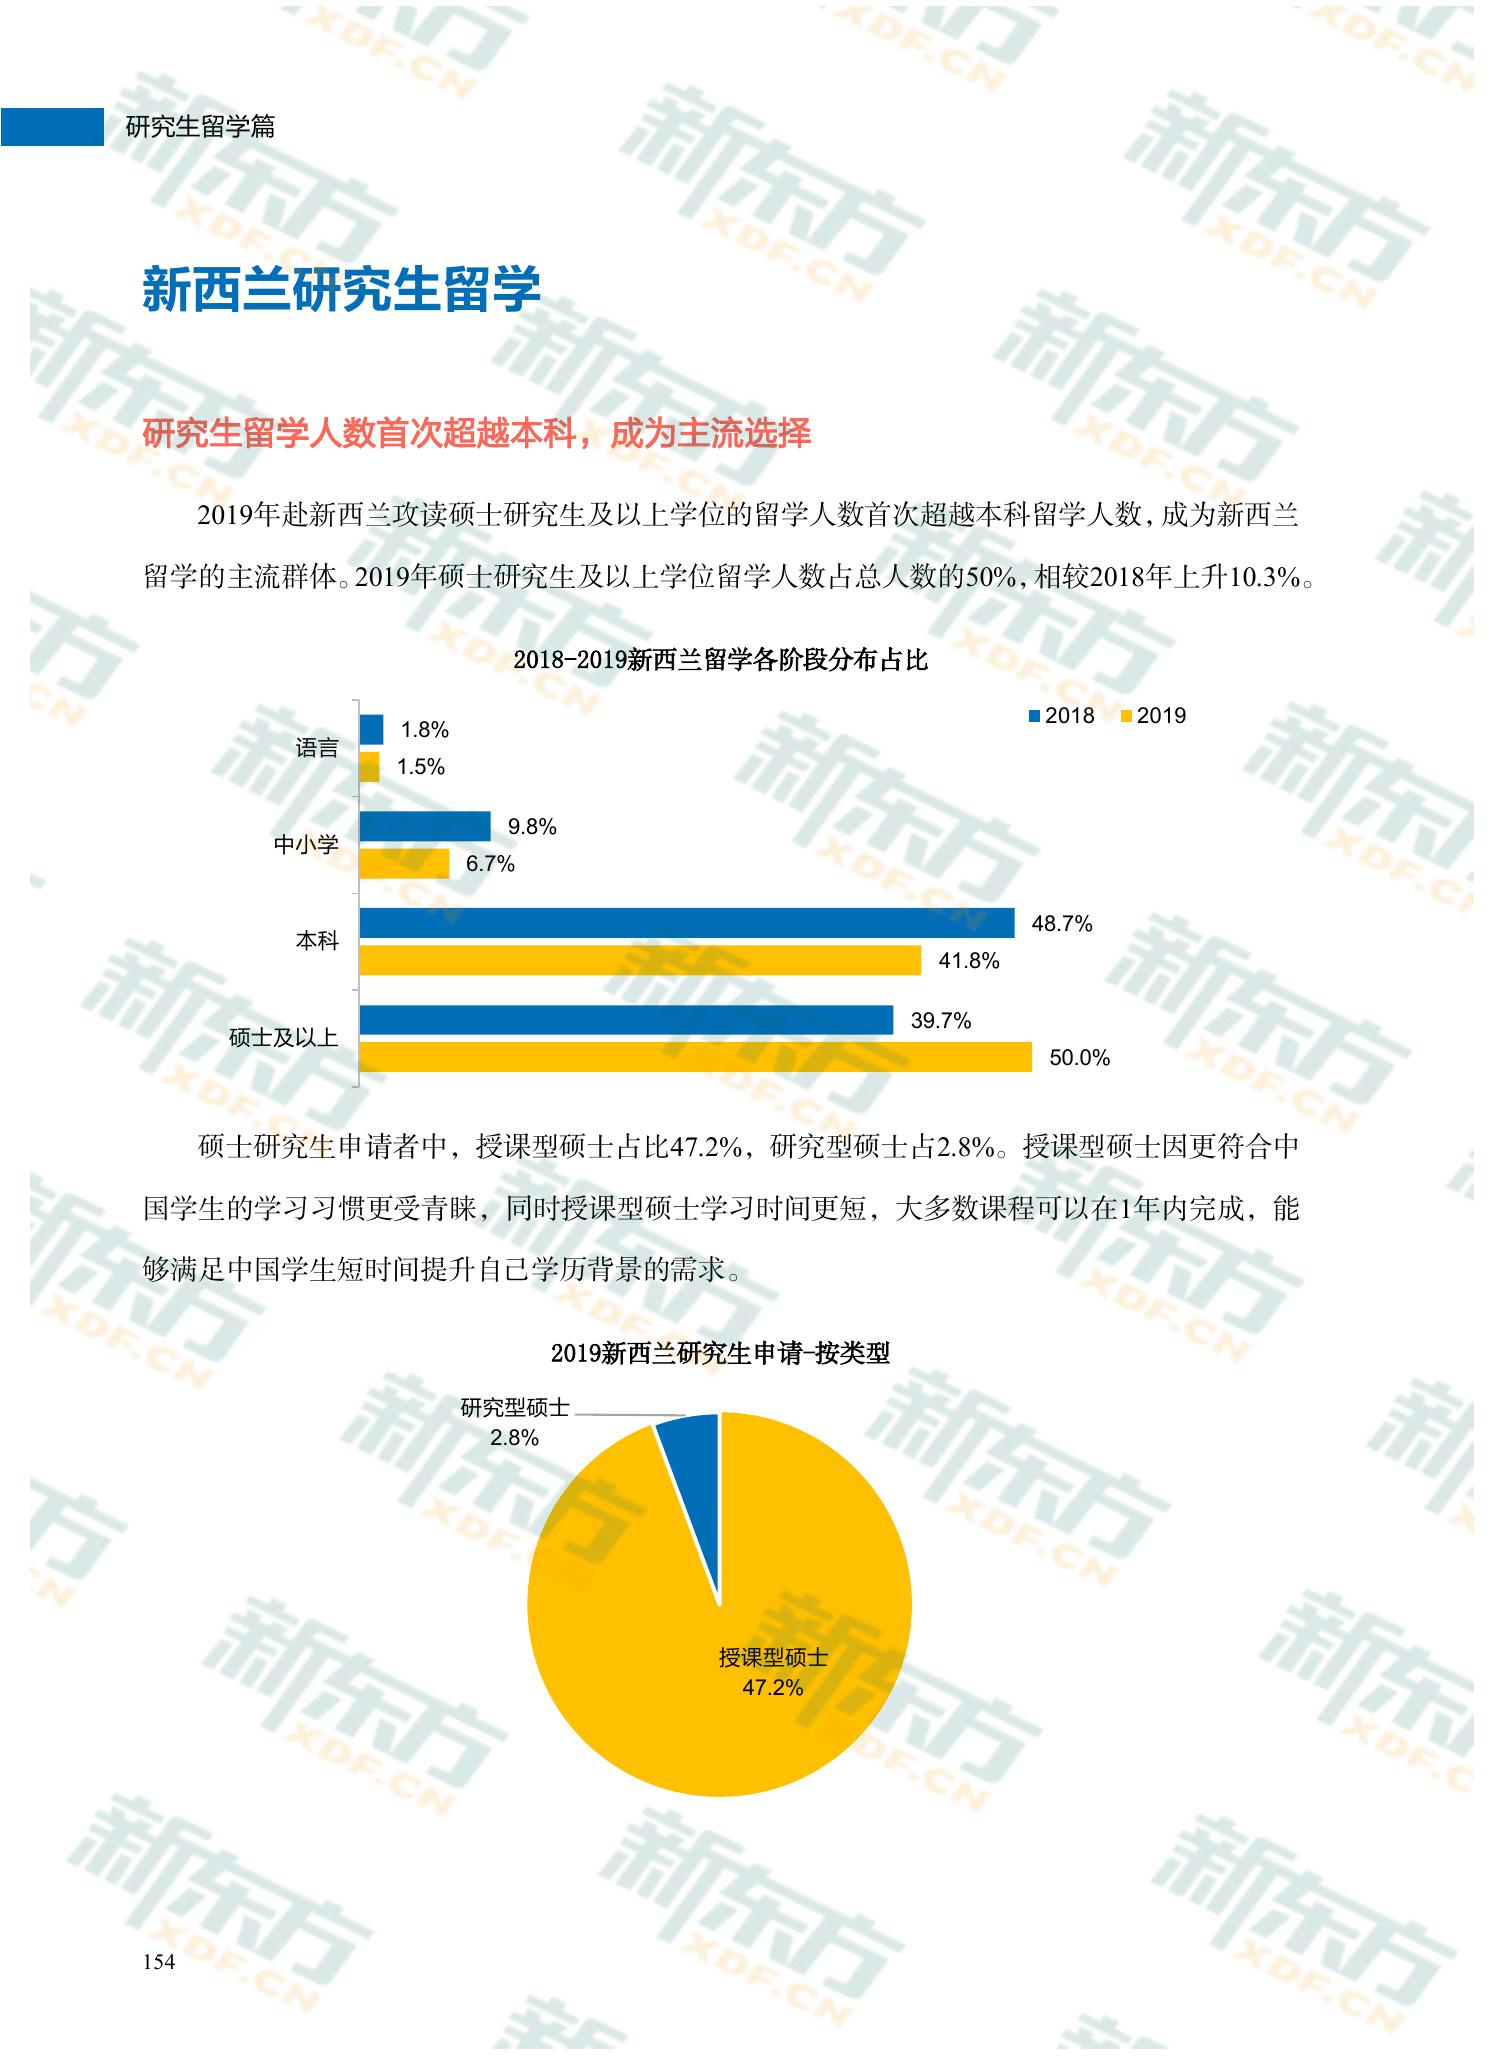 研究生留学篇
新西兰研究生留学
研究生留学人数首次超越本科，成为主流选择
2019年赴新西兰攻读硕士研究生及以上学位的留学人数首次超越本科留学人数，成为新西兰
留学的主流群体。2019年硕士研究生及以上学位留学人数占总人数的50%，相较2018年上升10.3%。
2018-2019新西兰留学各阶段分布占比
2018 2019
语言 1.8%
1.5%
中小学 9.8%
6.7%
本科 48.7%
41.8%
硕士及以上 39.7%
50.0%
硕士研究生申请者中，授课型硕士占比47.2%，研究型硕士占2.8%。授课型硕士因更符合中
国学生的学习习惯更受青睐，同时授课型硕士学习时间更短，大多数课程可以在1年内完成，能
够满足中国学生短时间提升自己学历背景的需求。
2019新西兰研究生申请-按类型
研究型硕士
2.8%
授课型硕士
47.2%
154
新东方
XDF.CN